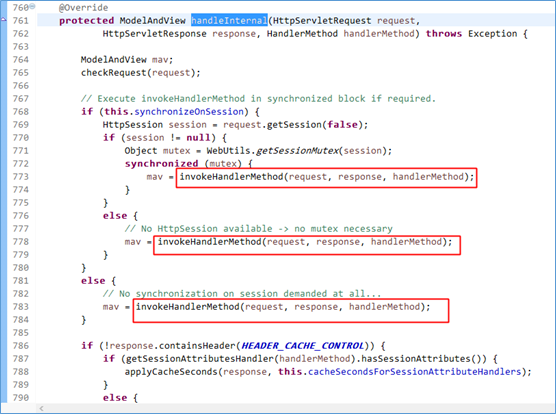 760 @Override
761 protected ModelAndView handleInternal(HttpServletRequest request,
762 HttpServletResponse response, HandlerMethod handlerMethod) throws Exception {
763
764 ModelAndView mav;
765 checkRequest(request);
766
767 // Execute invokeHandlerMethod in synchronized block if required.
768 if (this.synchronizeOnSession) {
769 HttpSession session = request.getSession(false);
770 if (session != null) {
771 Object mutex = WebUtils.getSessionMutex(session);
772 synchronized (mutex) {
773 mav = invokeHandlerMethod(request, response, handlerMethod);
774 }
775 }
776 else {
777 // No HttpSession available -> no mutex necessary
778 mav = invokeHandlerMethod(request, response, handlerMethod);
779 }
780 }
781 else {
782 // No synchronization on session demanded at all...
783 mav = invokeHandlerMethod(request, response, handlerMethod);
784 }
785
786 if (!response.containsHeader(HEADER_CACHE_CONTROL)) {
787 if (getSessionAttributesHandler(handlerMethod).hasSessionAttributes()) {
788 applyCacheSeconds(response, this.cacheSecondsForSessionAttributeHandlers);
789 }
790 else {